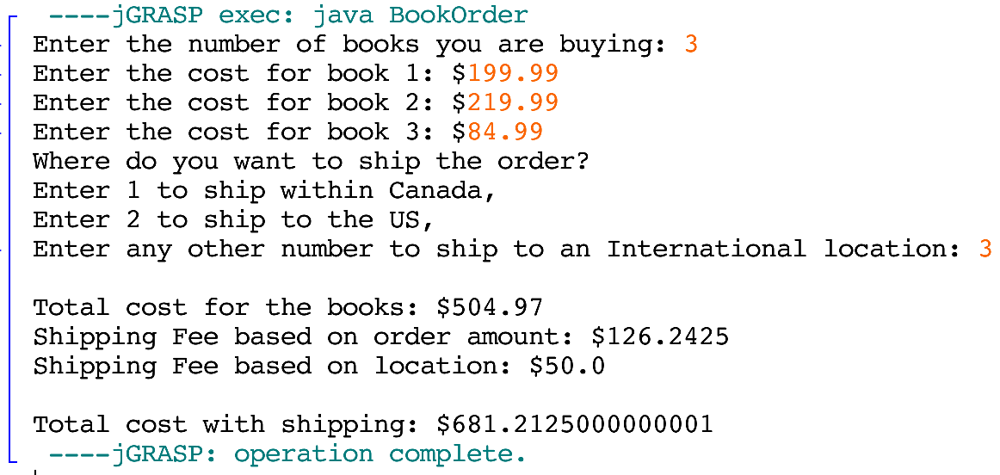 ----jGRASP exec: java BookOrder
Enter the number of books you are buying: 3
Enter the cost for book 1: $199.99
Enter the cost for book 2: $219.99
Enter the cost for book 3: $84.99
Where do you want to ship the order?
Enter 1 to ship within Canada,
Enter 2 to ship to the US,
Enter any other number to ship to an International location: 3
Total cost for the books: $504.97
Shipping Fee based on order amount: $126.2425
Shipping Fee based on location: $50.0
Total cost with shipping: $681.2125000000001
----jGRASP: operation complete.